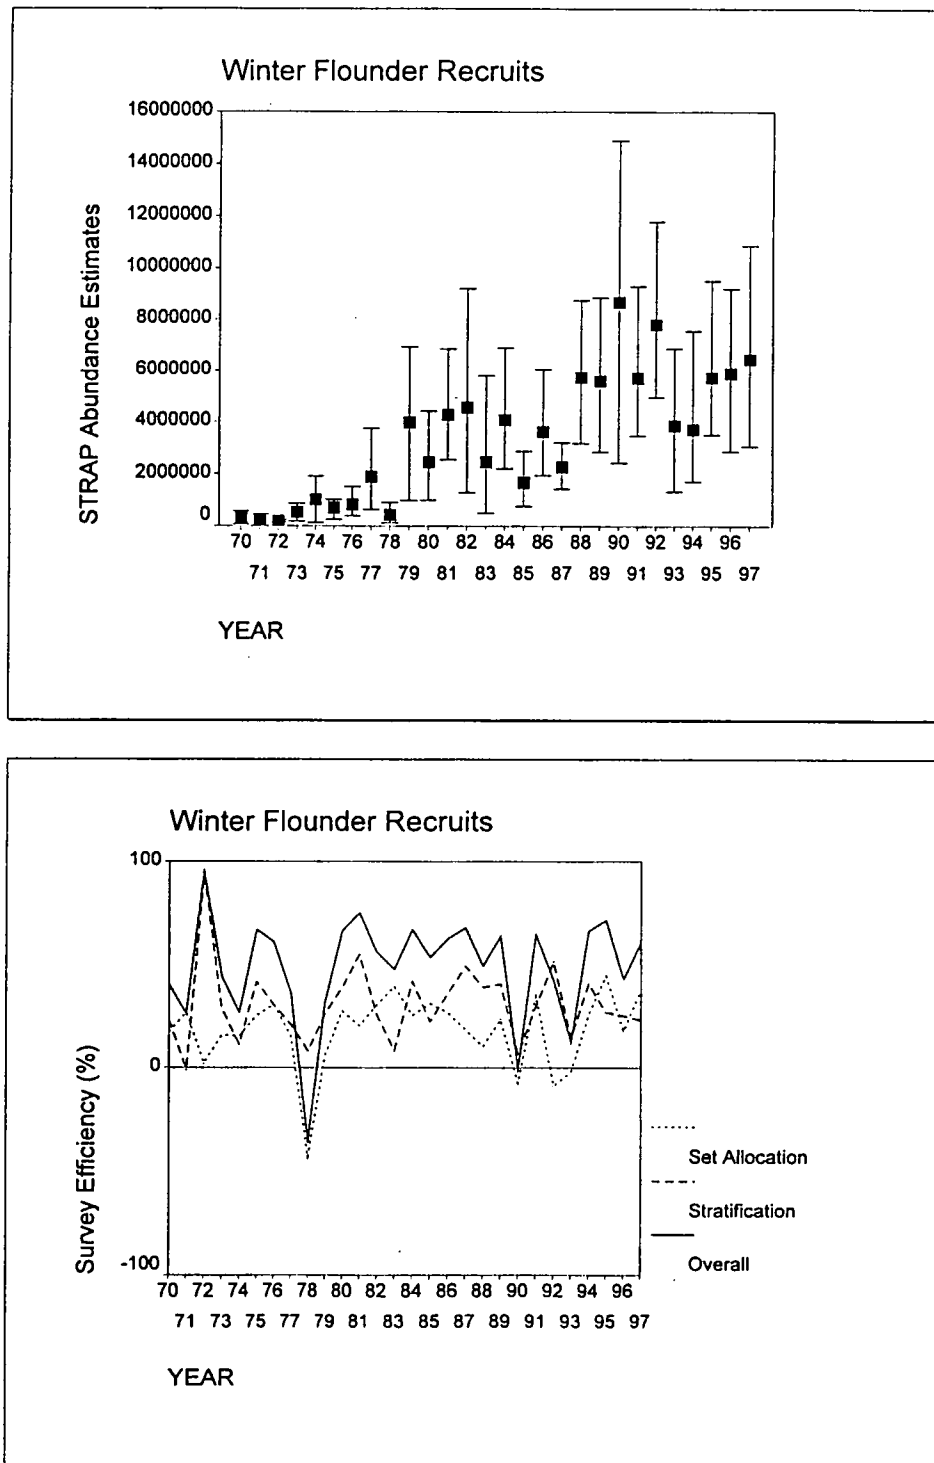 Winter Flounder Recruits
STRAP Abundance Estimates
16000000
14000000
12000000
10000000
8000000
6000000
4000000
2000000
0
70 72 74 76 78 80 82 84 86 88 90 92 94 96
71 73 75 77 79 81 83 85 87 89 91 93 95 97
YEAR
Winter Flounder Recruits
Survey Efficiency (%)
100
0
-100
Set Allocation
Stratification
Overall
70 72 74 76 78 80 82 84 86 88 90 92 94 96
71 73 75 77 79 81 83 85 87 89 91 93 95 97
YEAR